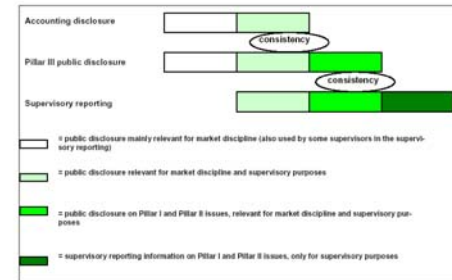 Accounting disclosure
consistency
Pillar III public disclosure
consistency
Supervisory reporting
= public disclosure mainly relevant for market discipline (also used by some supervisors in the supervi-
sory reporting)
= public disclosure relevant for market discipline and supervisory purposes
= public disclosure on Pillar I and Pillar II issues, relevant for market discipline and supervisory pur-
poses
= supervisory reporting information on Pillar I and Pillar II issues, only for supervisory purposes